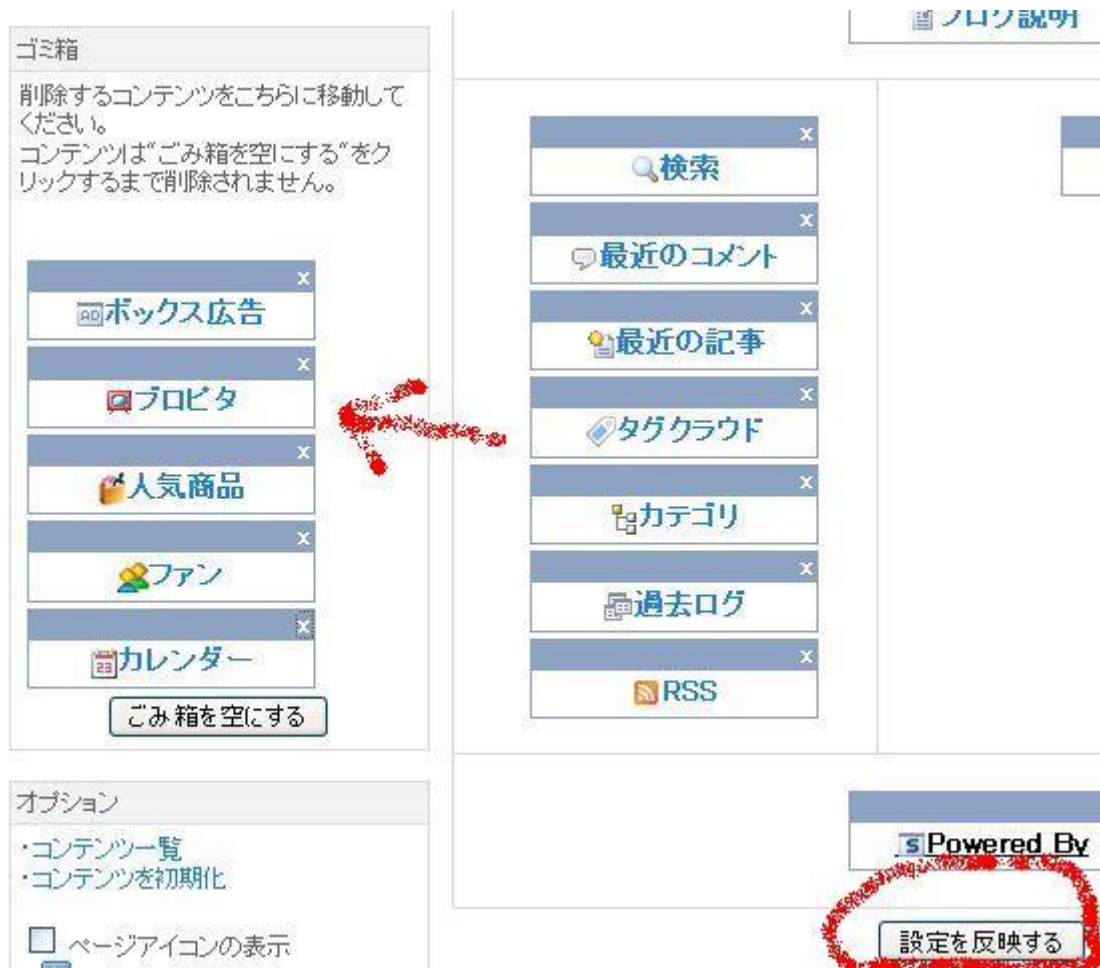 ブログ説明
ゴミ箱
削除するコンテンツをこちらに移動して
ください。
コンテンツは"ごみ箱を空にする"をク
リックするまで削除されません。
x
ボックス広告
x
ブロピタ
x
人気商品
x
ファン
x
カレンダー
ごみ箱を空にする
x
検索
x
最近のコメント
x
最近の記事
x
タグクラウド
x
カテゴリ
x
過去ログ
x
RSS
オプション
・コンテンツ一覧
・コンテンツを初期化
ページアイコンの表示
Powered By
設定を反映する